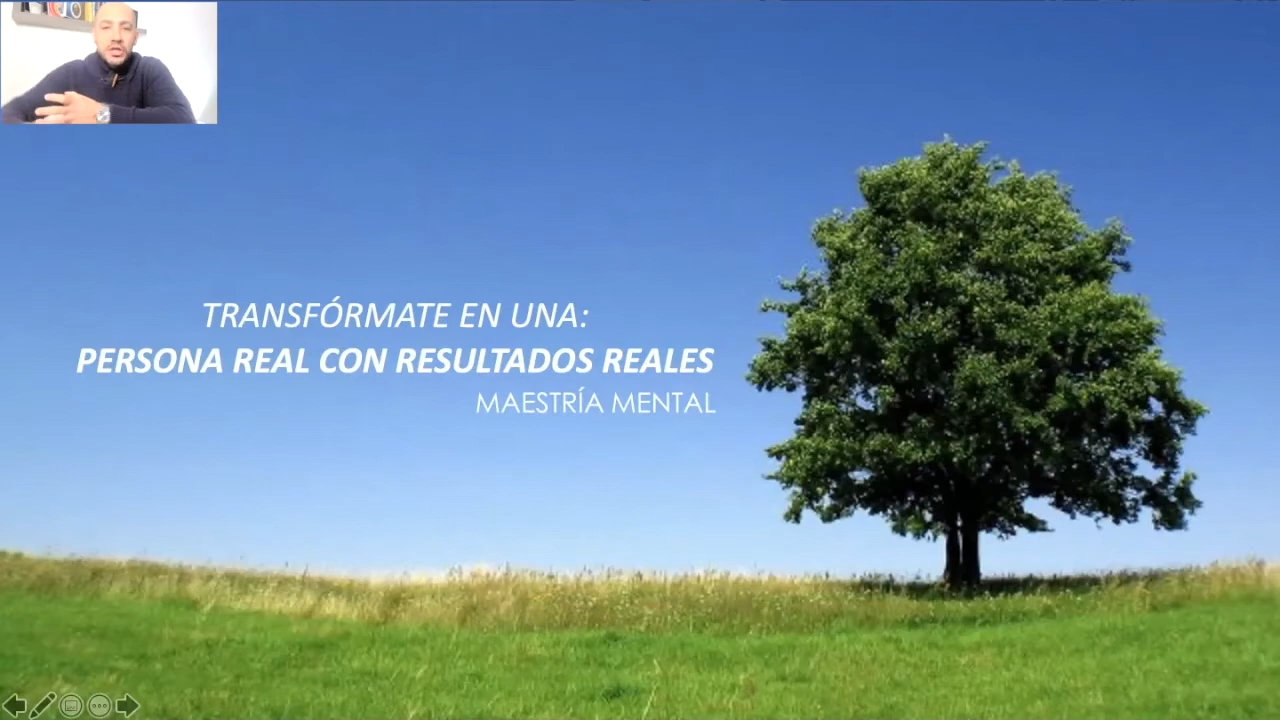 TRANSFÓRMATE EN UNA:
PERSONA REAL CON RESULTADOS REALES
MAESTRÍA MENTAL